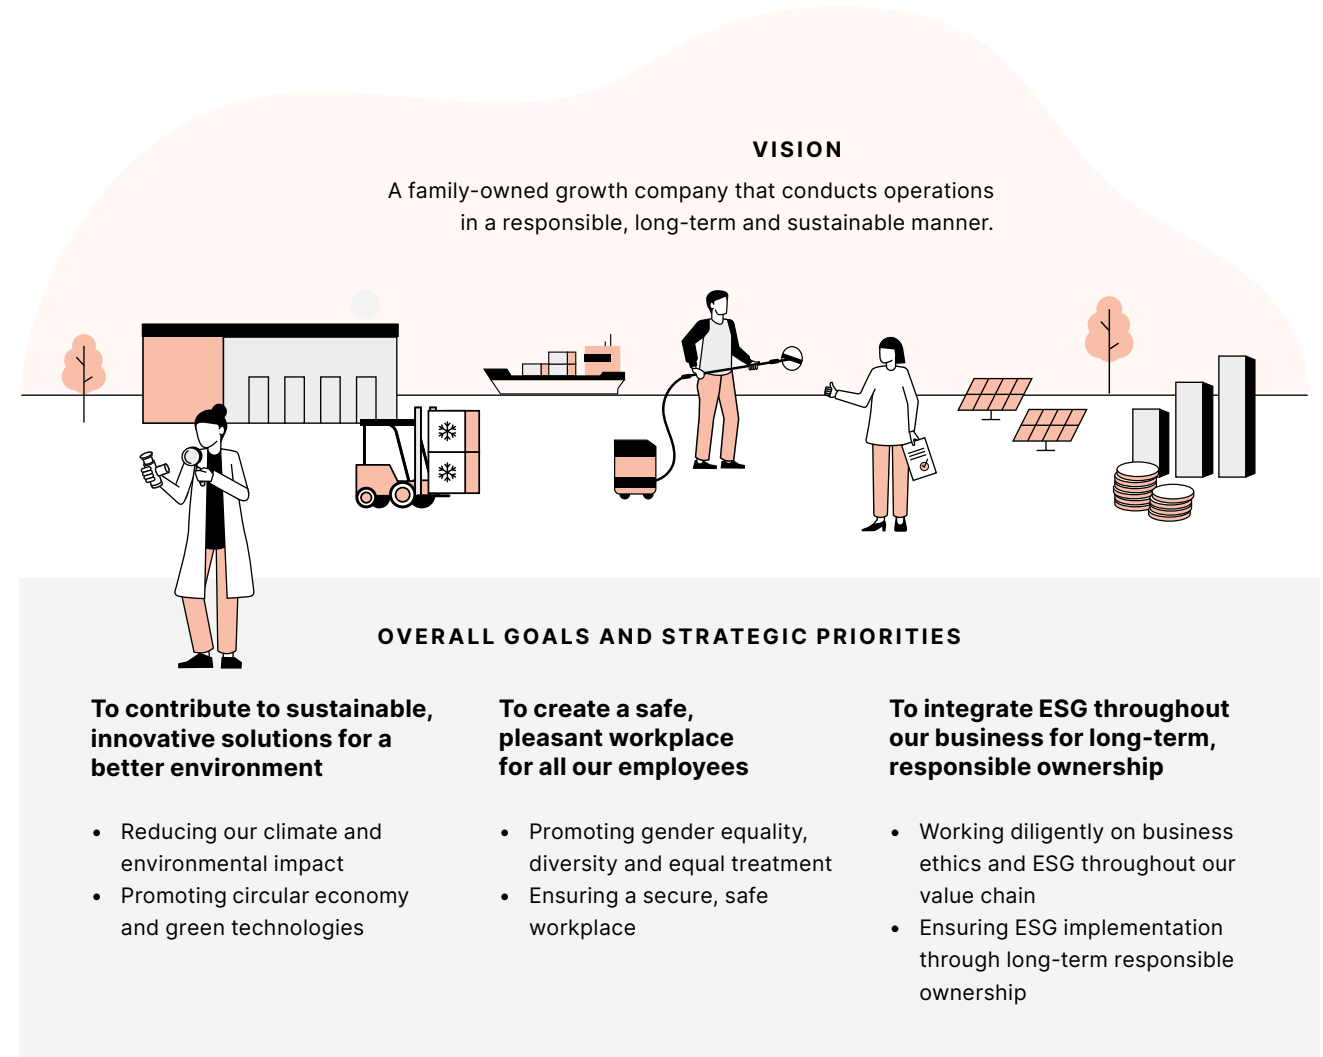 VISION
A family-owned growth company that conducts operations
in a responsible, long-term and sustainable manner.
OVERALL GOALS AND STRATEGIC PRIORITIES
To contribute to sustainable,
innovative solutions for a
better environment
• Reducing our climate and
environmental impact
• Promoting circular economy
and green technologies
To create a safe,
pleasant workplace
for all our employees
• Promoting gender equality,
diversity and equal treatment
• Ensuring a secure, safe
workplace
To integrate ESG throughout
our business for long-term,
responsible ownership
• Working diligently on business
ethics and ESG throughout our
value chain
• Ensuring ESG implementation
through long-term responsible
ownership